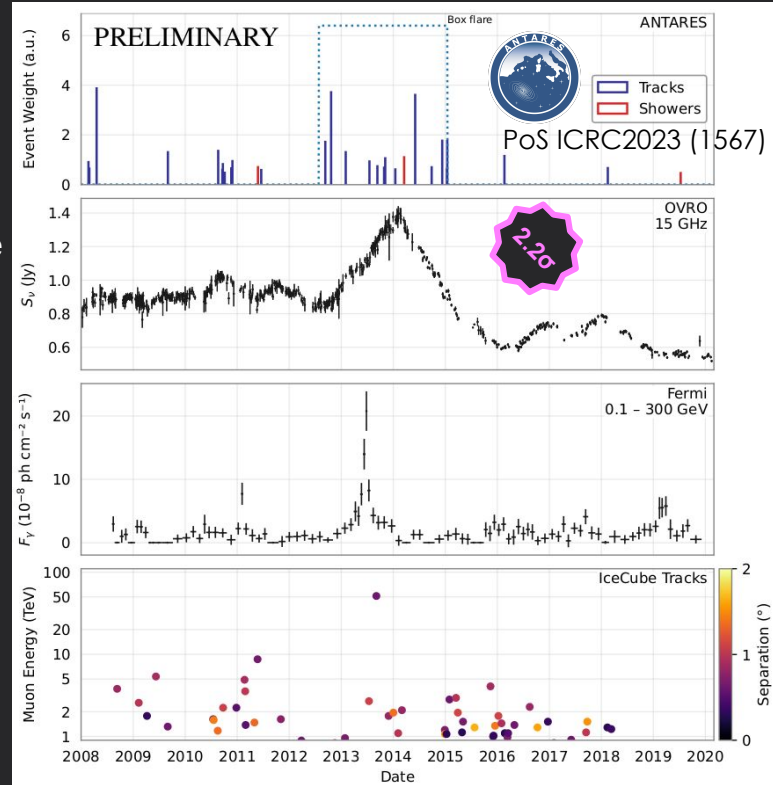 PRELIMINARY
Box flare
ANTARES
ANTARES
Tracks
Showers
PoS ICRC2023 (1567)
Event Weight (a.u.)
6
4
2
0
OVRO
15 GHz
2.2σ
Sν (Jy)
1.4
1.2
1.0
0.8
0.6
Fermi
0.1 – 300 GeV
Fγ (10⁻⁸ ph cm⁻² s⁻¹)
20
10
0
IceCube Tracks
Muon Energy (TeV)
100
50
20
10
5
2
1
2008 2009 2010 2011 2012 2013 2014 2015 2016 2017 2018 2019 2020
Date
2
1
0
Separation (°)